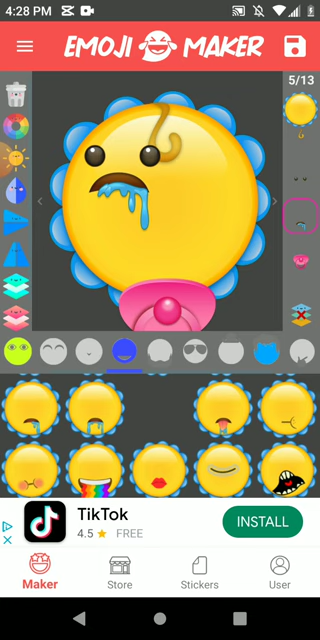 4:28 PM
EMOJI MAKER
5/13
TikTok
4.5 ★ FREE
INSTALL
Maker
Store
Stickers
User